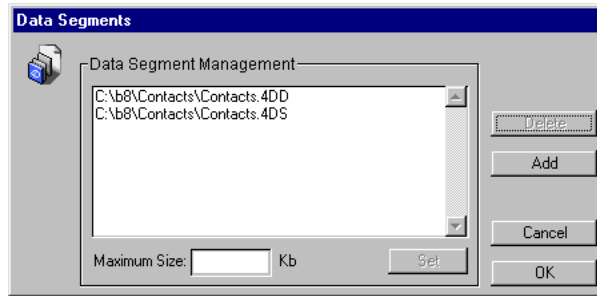 Data Segments
Data Segment Management
C:\b8\Contacts\Contacts.4DD
C:\b8\Contacts\Contacts.4DS
Delete
Add
Cancel
Maximum Size: Kb Set
OK